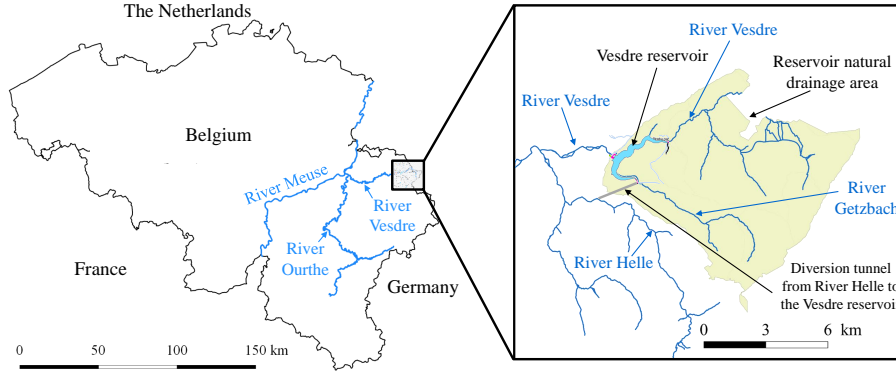 The Netherlands
Belgium
River Meuse
River
Vesdre
River
Ourthe
France
Germany
0 50 100 150 km
River Vesdre
Vesdre reservoir
Reservoir natural
drainage area
River Vesdre
River
Getzbach
River Helle
Diversion tunnel
from River Helle to
the Vesdre reservoir
0 3 6 km